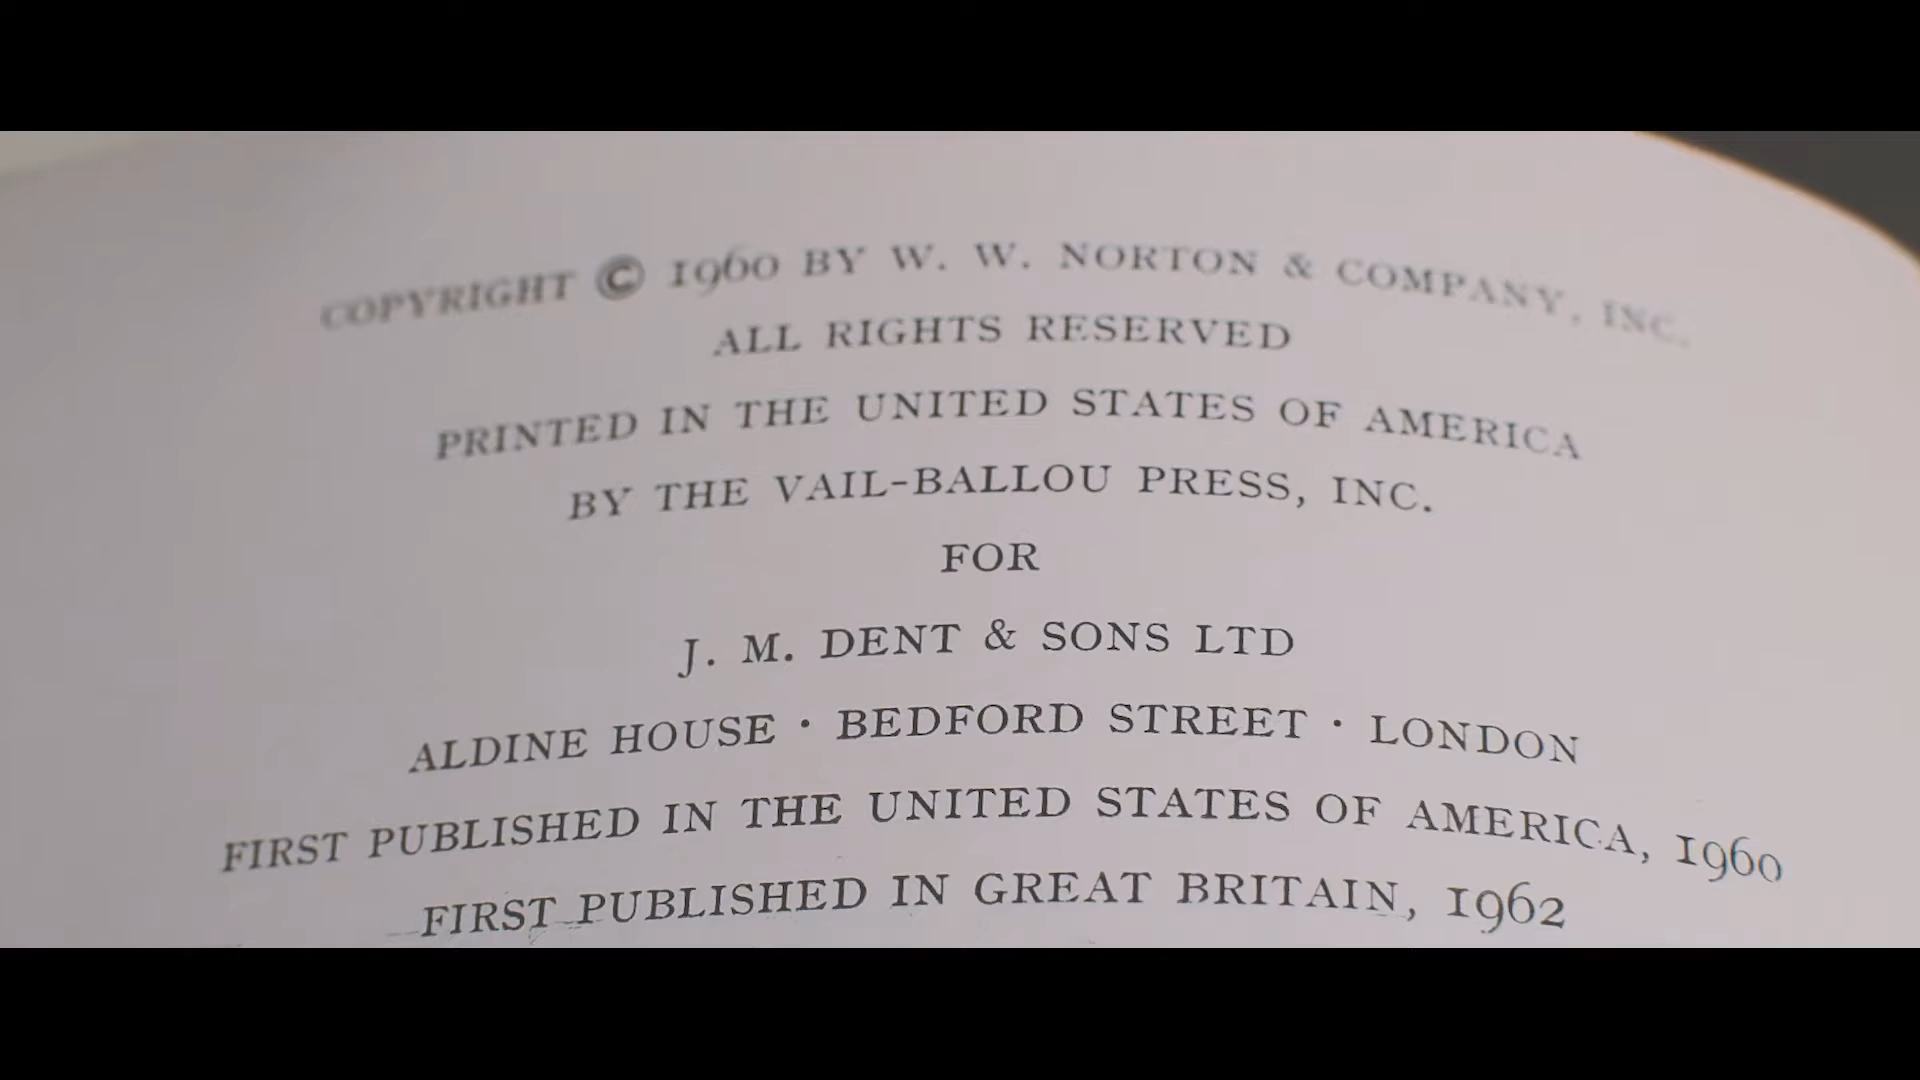 COPYRIGHT © 1960 BY W. W. NORTON & COMPANY, INC.
ALL RIGHTS RESERVED
PRINTED IN THE UNITED STATES OF AMERICA
BY THE VAIL-BALLOU PRESS, INC.
FOR
J. M. DENT & SONS LTD
ALDINE HOUSE · BEDFORD STREET · LONDON
FIRST PUBLISHED IN THE UNITED STATES OF AMERICA, 1960
FIRST PUBLISHED IN GREAT BRITAIN, 1962